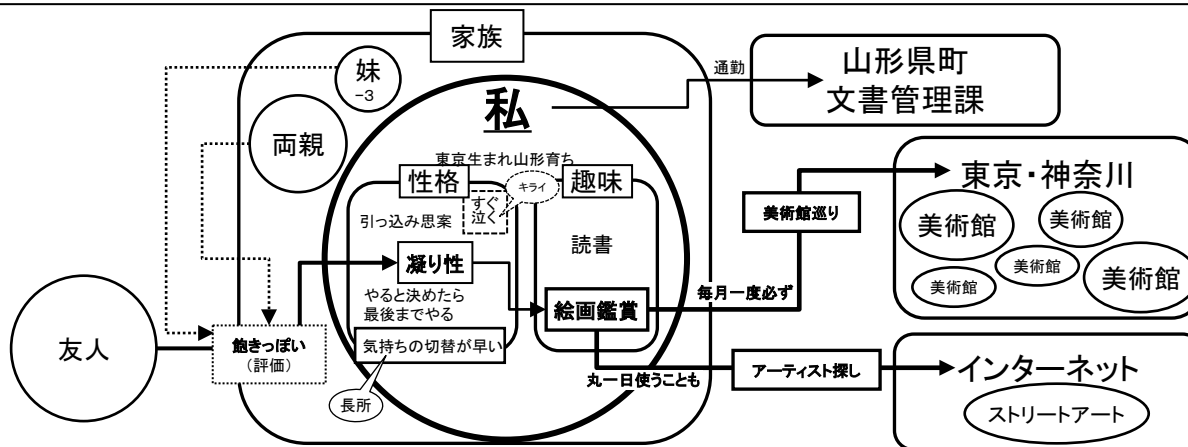 家族
妹
-3
両親
私
東京生まれ山形育ち
性格
すぐ
泣く
キライ
趣味
引っ込み思案
凝り性
やると決めたら
最後までやる
気持ちの切替が早い
長所
読書
絵画鑑賞
友人
飽きっぽい
(評価)
通勤
山形県町
文書管理課
美術館巡り
毎月一度必ず
東京・神奈川
美術館
美術館
美術館
美術館
美術館
丸一日使うことも
アーティスト探し
インターネット
ストリートアート